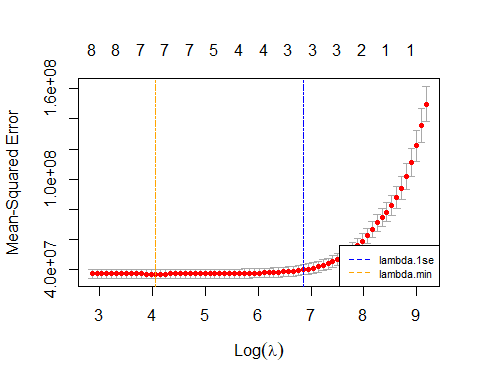 8 8 7 7 7 4 4 3 3 3 2 1 1
Mean-Squared Error
1.6e+08
1.0e+08
4.0e+07
lambda.1se
lambda.min
3 4 5 6 7 8 9
Log(λ)